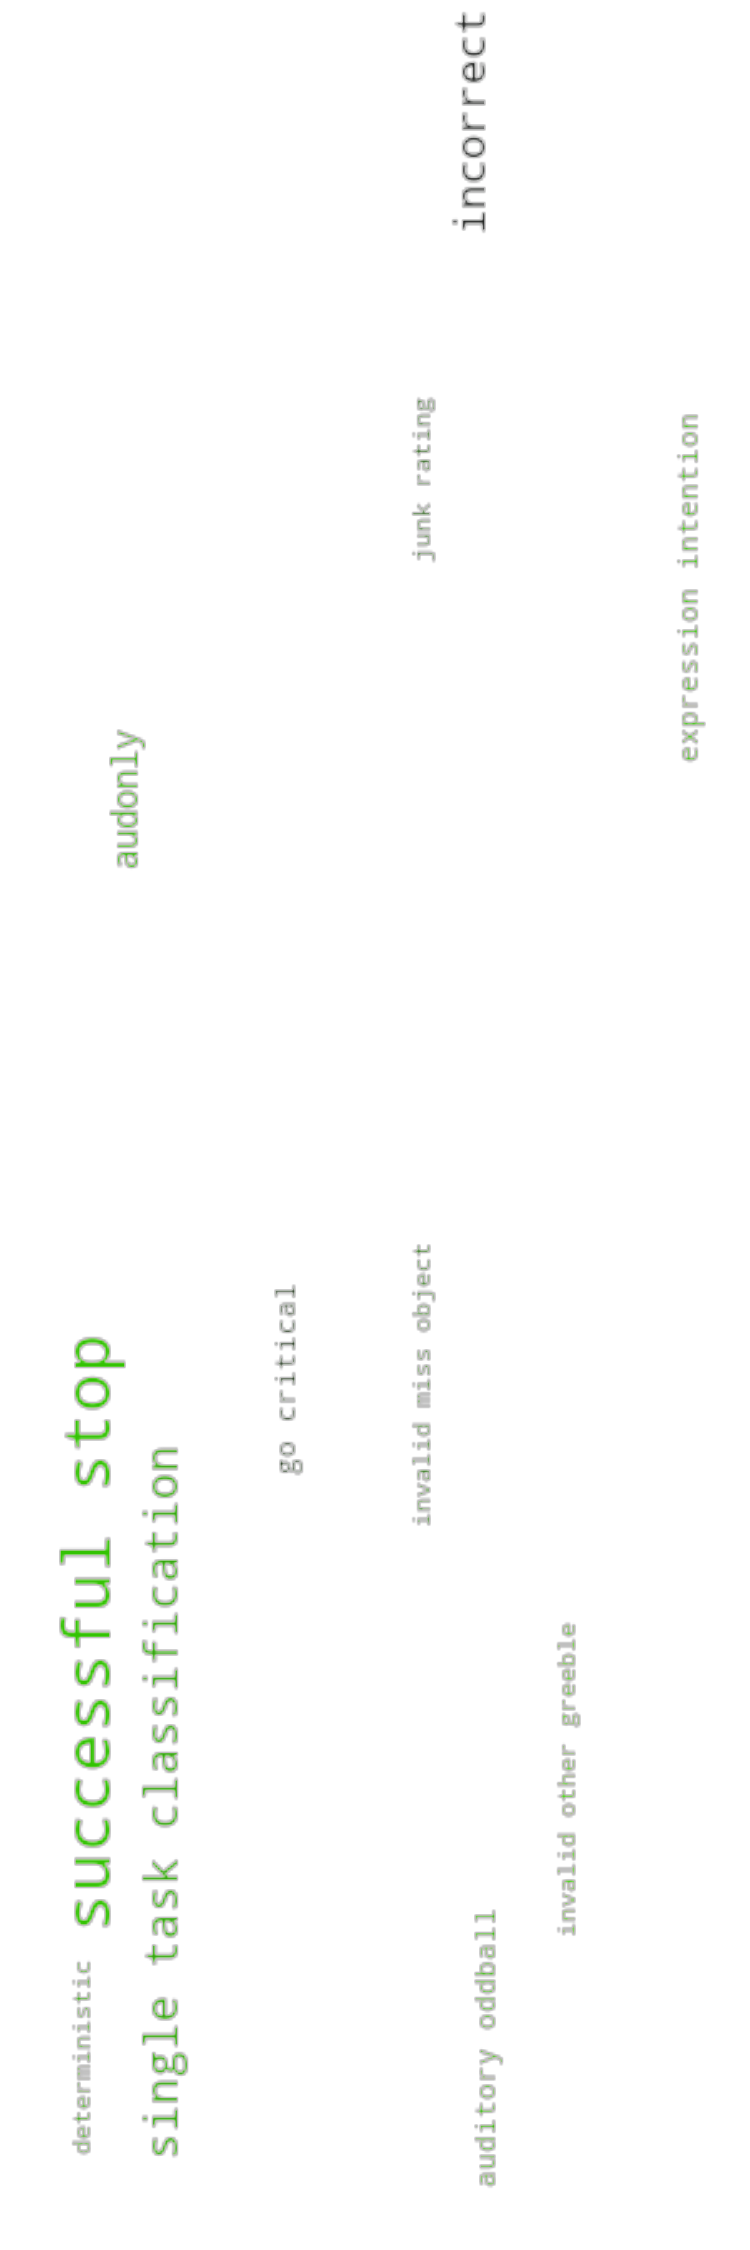 incorrect
junk rating
expression intention
audonly
go critical
invalid miss object
successful stop
single task classification
invalid other greeble
deterministic
auditory oddball